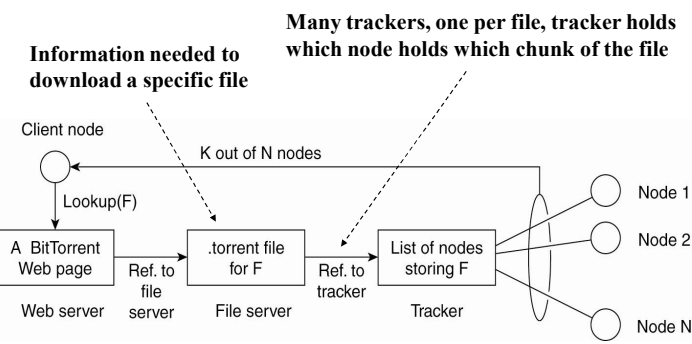 Many trackers, one per file, tracker holds
which node holds which chunk of the file
Information needed to
download a specific file
Client node
K out of N nodes
Lookup(F)
A BitTorrent
Web page
Ref. to
file
server
.torrent file
for F
Ref. to
tracker
List of nodes
storing F
Web server
File server
Tracker
Node 1
Node 2
Node N